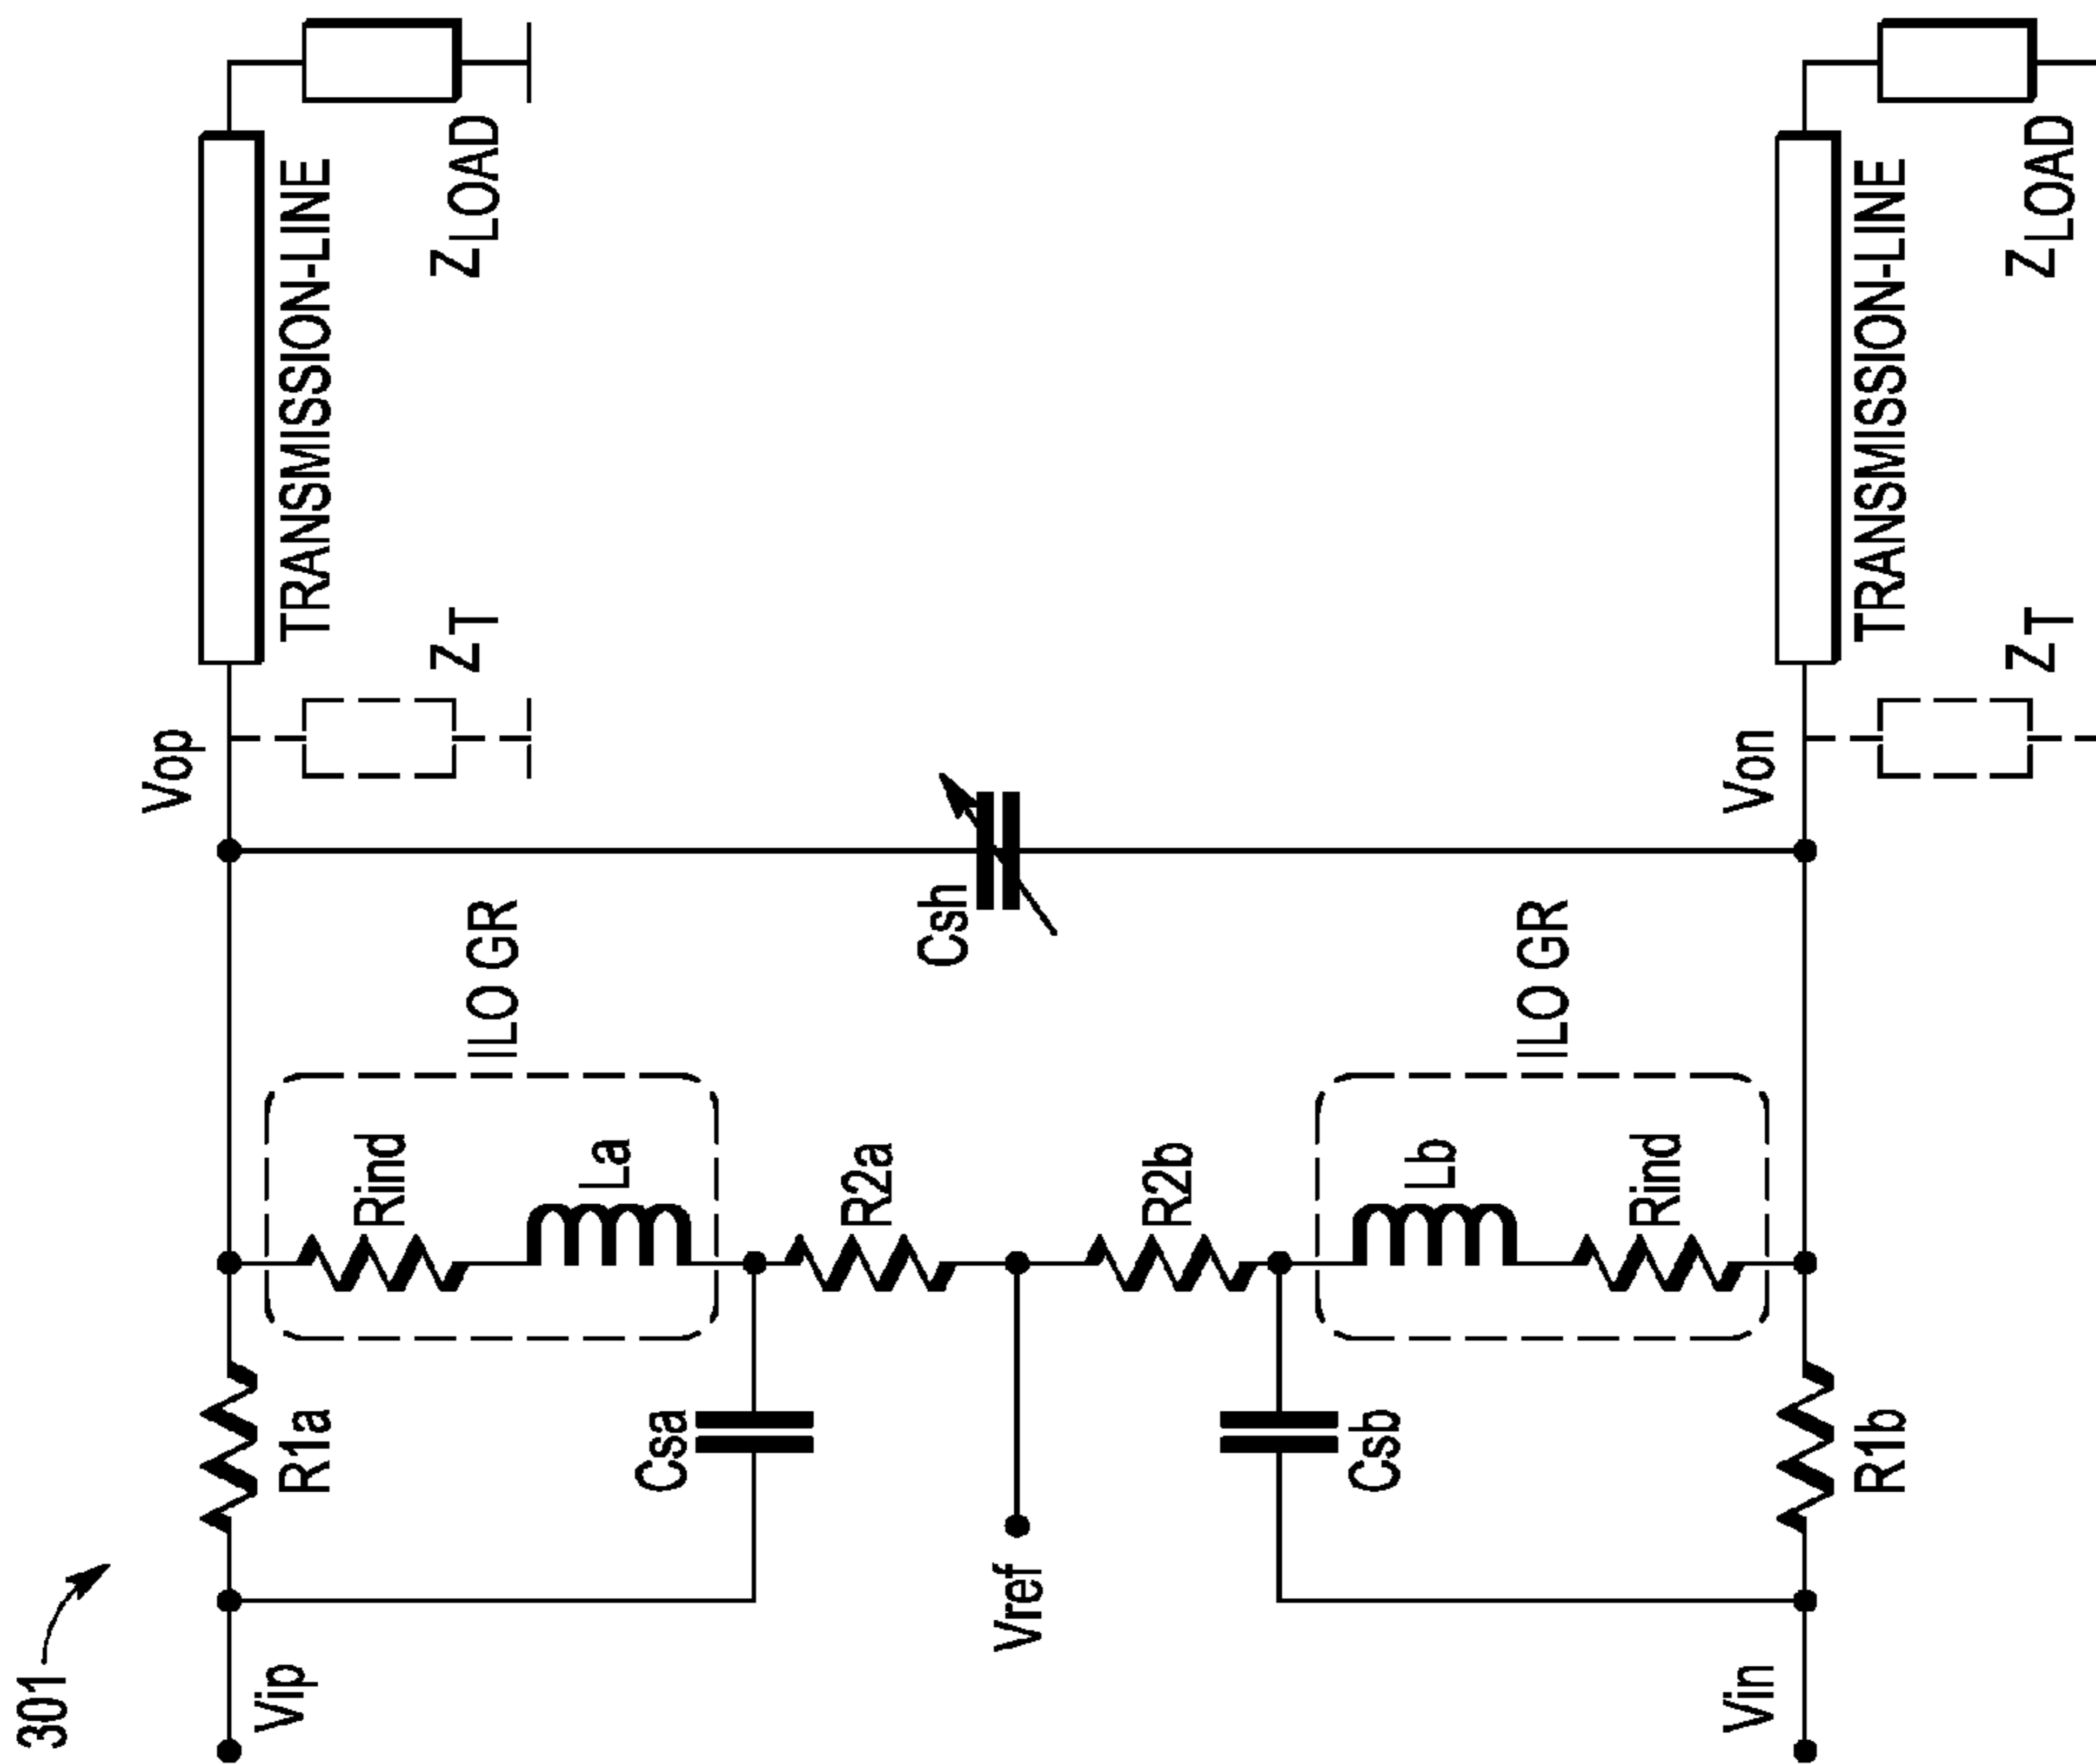 301
Vip
R1a
Vop
TRANSMISSION-LINE
ZT
ZLOAD
Rind
La
ILO GR
Csa
R2a
Vref
Csh
R2b
Csb
Lb
Rind
ILO GR
Vin
R1b
Von
TRANSMISSION-LINE
ZT
ZLOAD